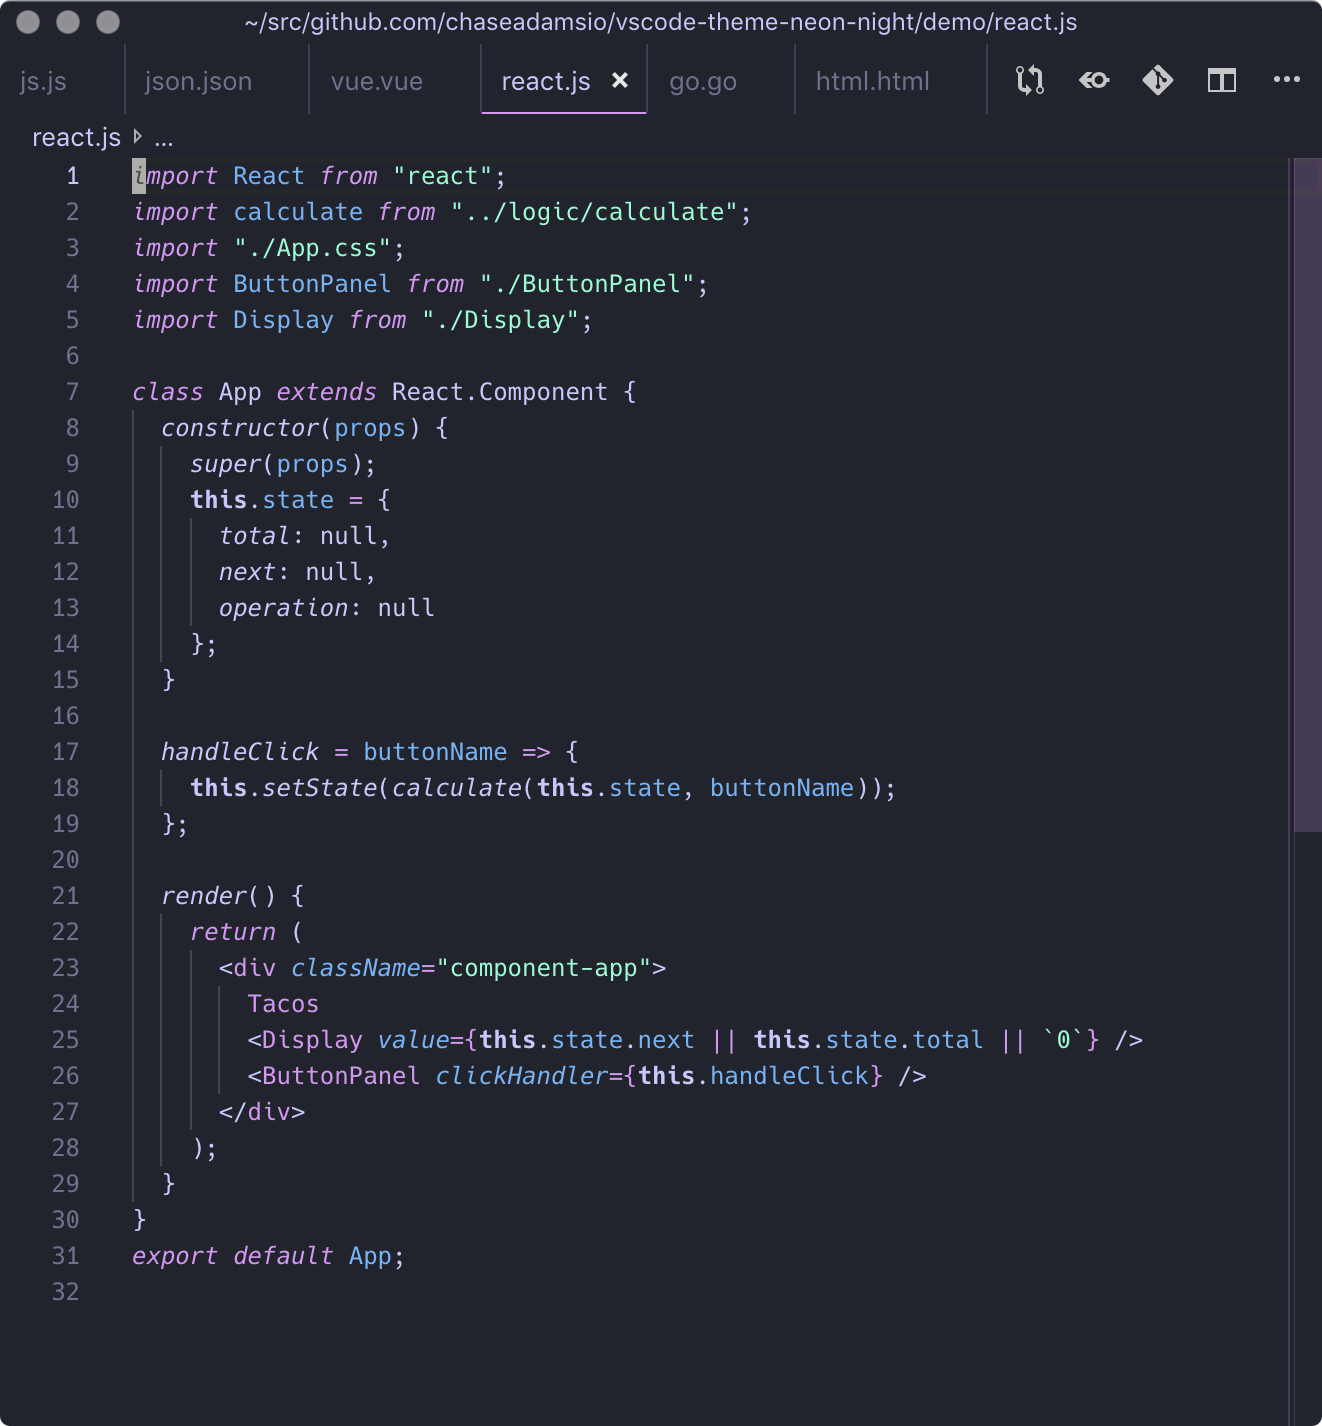 ~/src/github.com/chaseadamsio/vscode-theme-neon-night/demo/react.js
js.js json.json vue.vue react.js × go.go html.html
react.js ...
1 import React from "react";
2 import calculate from "../logic/calculate";
3 import "./App.css";
4 import ButtonPanel from "./ButtonPanel";
5 import Display from "./Display";
6
7 class App extends React.Component {
8   constructor(props) {
9     super(props);
10     this.state = {
11       total: null,
12       next: null,
13       operation: null
14     };
15   }
16
17   handleClick = buttonName => {
18     this.setState(calculate(this.state, buttonName));
19   };
20
21   render() {
22     return (
23       <div className="component-app">
24         Tacos
25         <Display value={this.state.next || this.state.total || `0`} />
26         <ButtonPanel clickHandler={this.handleClick} />
27       </div>
28     );
29   }
30 }
31 export default App;
32